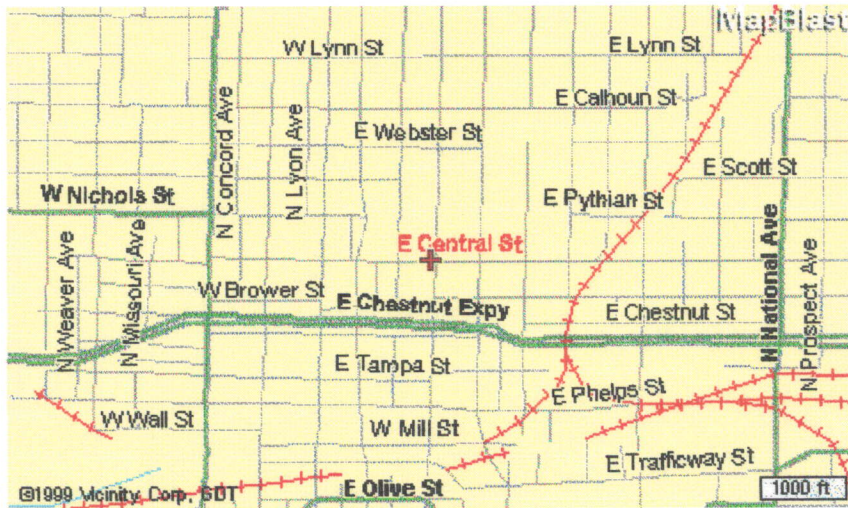 MapBlast
W Lynn St
E Lynn St
E Calhoun St
E Webster St
N Concord Ave
N Lyon Ave
E Scott St
W Nichols St
E Pythian St
E Central St
N Weaver Ave
N Missouri Ave
W Brower St
E Chestnut Expy
E Chestnut St
N National Ave
N Prospect Ave
E Tampa St
E Phelps St
W Wall St
W Mill St
E Trafficway St
©1999 Vicinity Corp, GDT
E Olive St
1000 ft